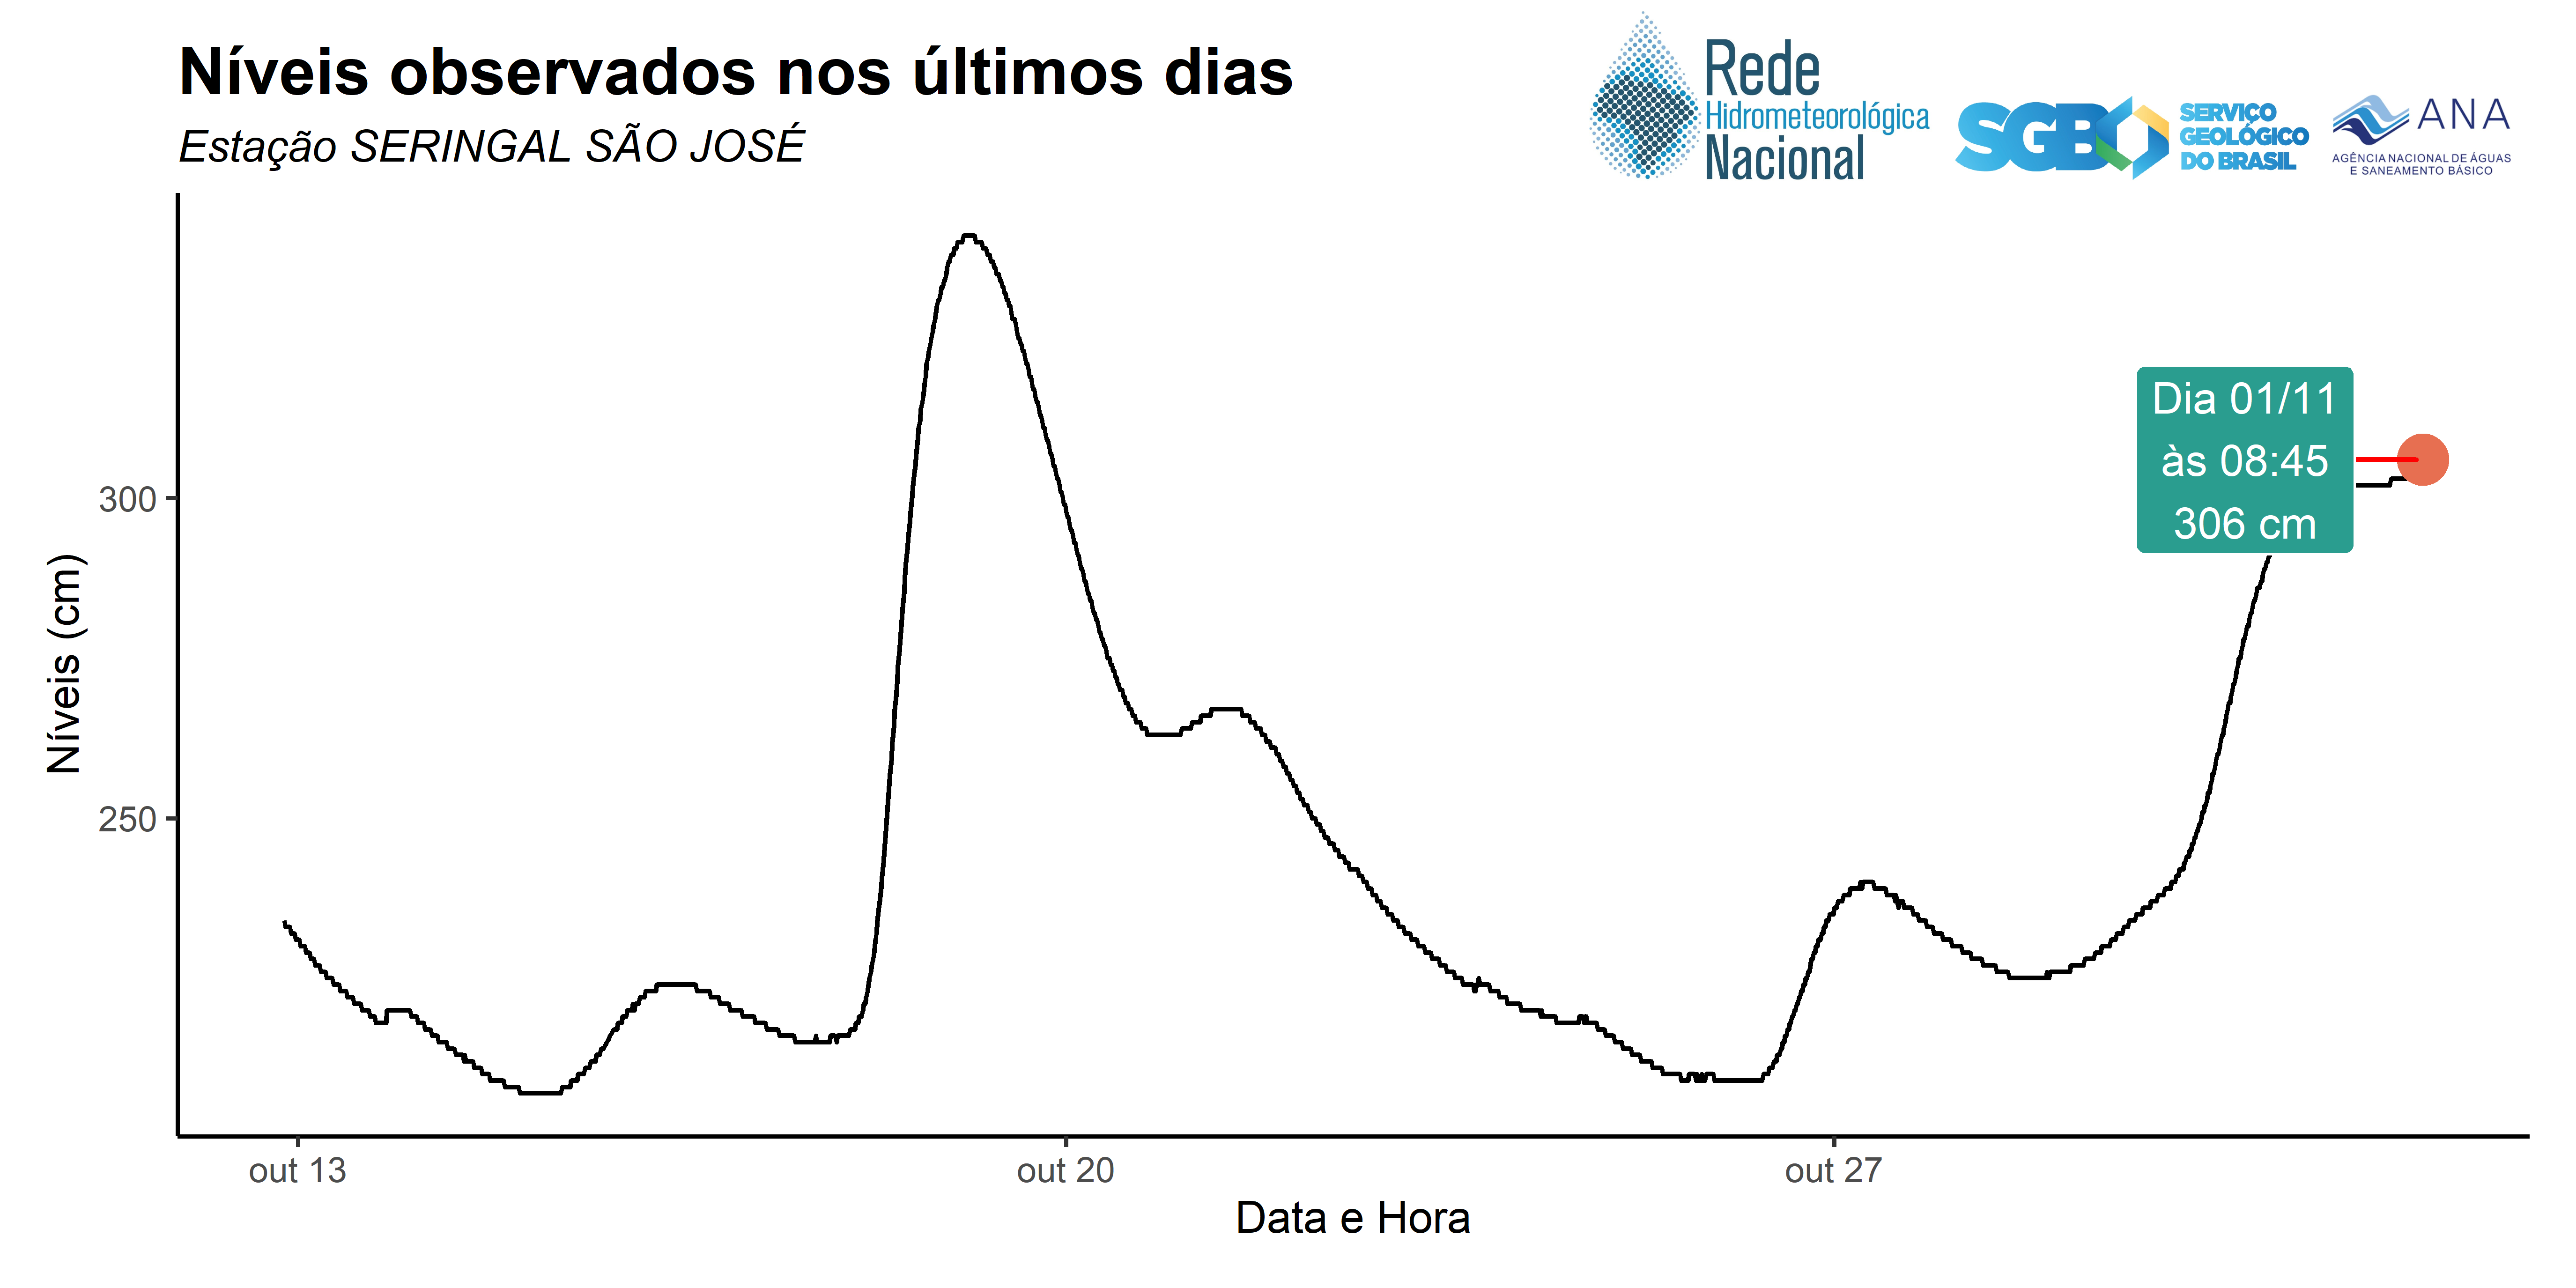 Níveis observados nos últimos dias
Estação SERINGAL SÃO JOSÉ
Rede
Hidrometeorológica
Nacional
SGB
SERVIÇO
GEOLÓGICO
DO BRASIL
ANA
AGÊNCIA NACIONAL DE ÁGUAS
E SANEAMENTO BÁSICO
Dia 01/11
às 08:45
306 cm
Níveis (cm)
300
250
out 13
out 20
out 27
Data e Hora